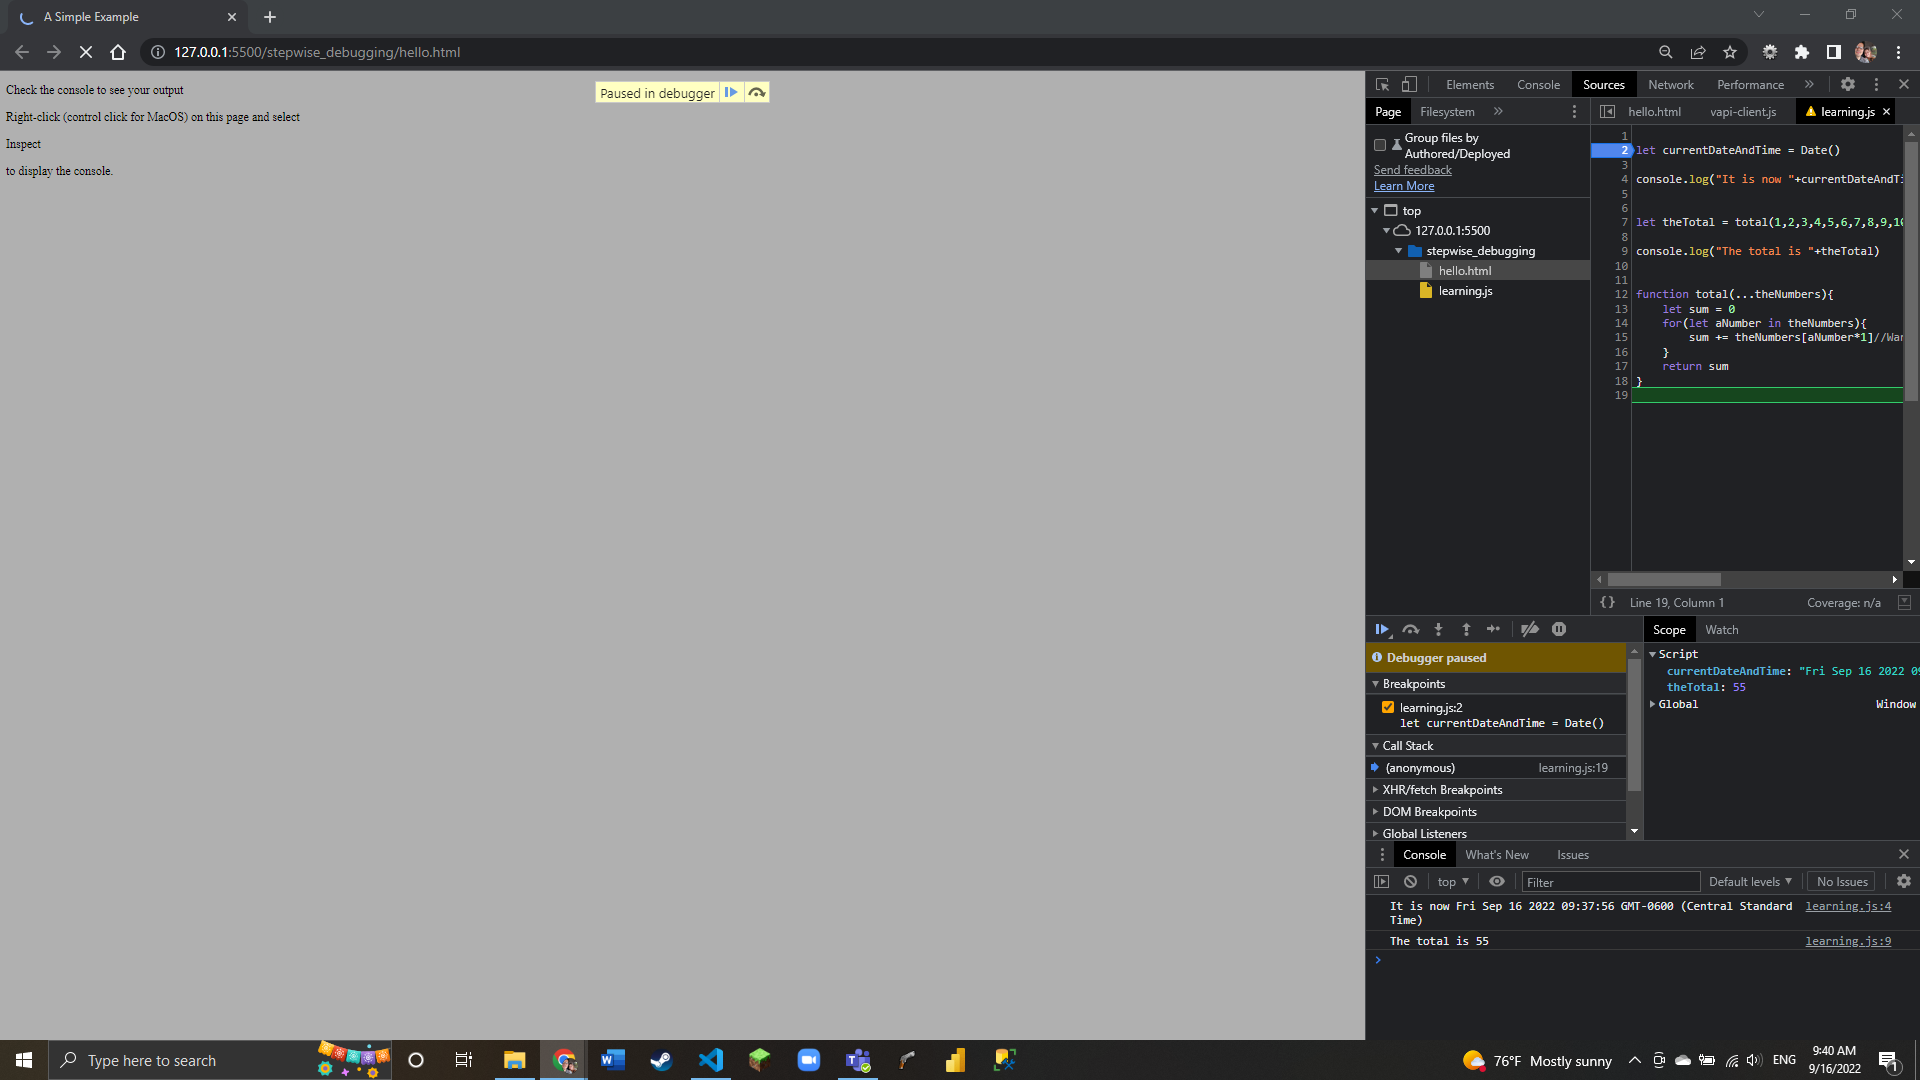 A Simple Example
127.0.0.1:5500/stepwise_debugging/hello.html
Check the console to see your output
Right-click (control click for MacOS) on this page and select
Inspect
to display the console.
Paused in debugger
Elements Console Sources Network Performance
Page Filesystem
Group files by
Authored/Deployed
Send feedback
Learn More
top
127.0.0.1:5500
stepwise_debugging
hello.html
learning.js
hello.html vapi-client.js learning.js
1
2 let currentDateAndTime = Date()
3
4 console.log("It is now "+currentDateAndTi
5
6
7 let theTotal = total(1,2,3,4,5,6,7,8,9,10
8
9 console.log("The total is "+theTotal)
10
11
12 function total(...theNumbers){
13 let sum = 0
14 for(let aNumber in theNumbers){
15 sum += theNumbers[aNumber*1]//War
16 }
17 return sum
18 }
19
{} Line 19, Column 1 Coverage: n/a
Debugger paused
Breakpoints
learning.js:2
let currentDateAndTime = Date()
Call Stack
(anonymous) learning.js:19
XHR/fetch Breakpoints
DOM Breakpoints
Global Listeners
Scope Watch
Script
currentDateAndTime: "Fri Sep 16 2022 09
theTotal: 55
Global Window
Console What's New Issues
top Filter Default levels No Issues
It is now Fri Sep 16 2022 09:37:56 GMT-0600 (Central Standard learning.js:4
Time)
The total is 55 learning.js:9
Type here to search
76°F Mostly sunny
ENG
9:40 AM
9/16/2022
1